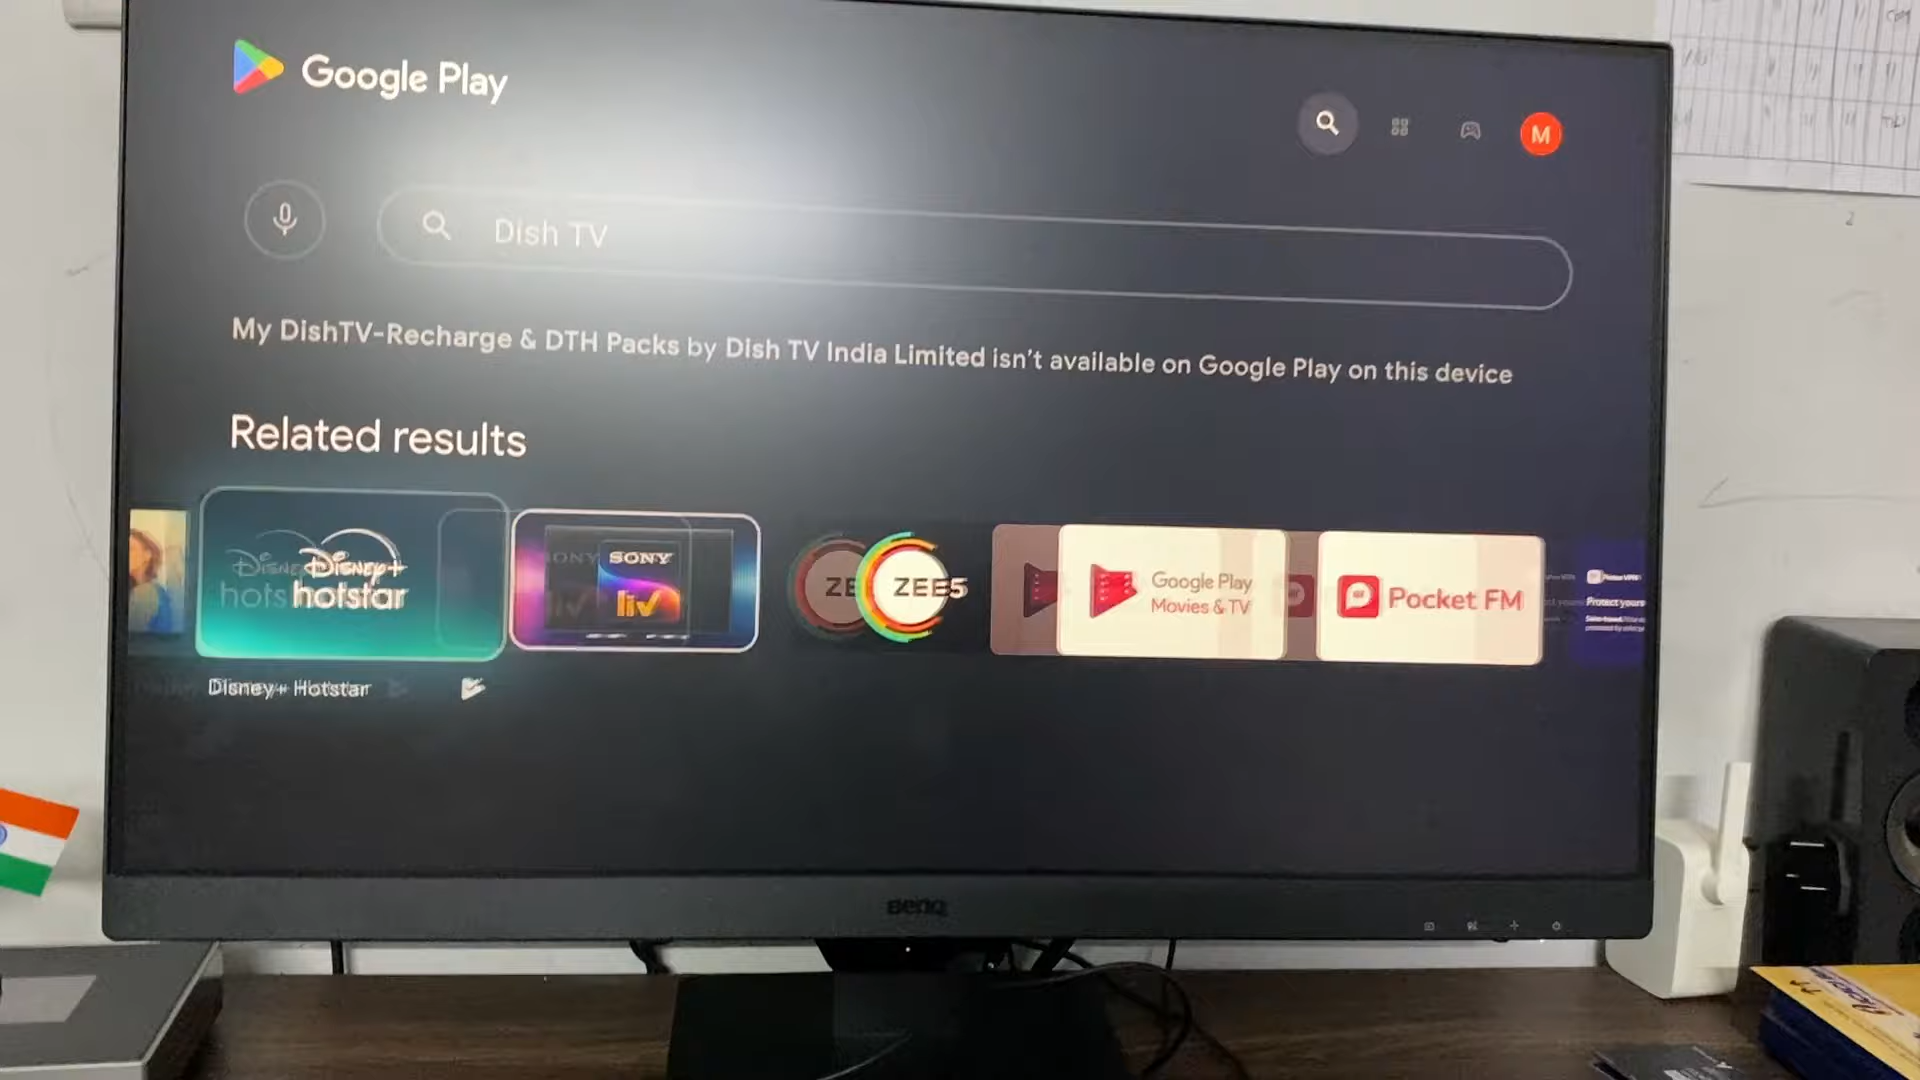 Google Play
M
Dish TV
My DishTV-Recharge & DTH Packs by Dish TV India Limited isn't available on Google Play on this device
Related results
Disney+
hotstar
SONY
liv
ZEE5
Google Play
Movies & TV
Pocket FM
Disney+ Hotstar
BenQ